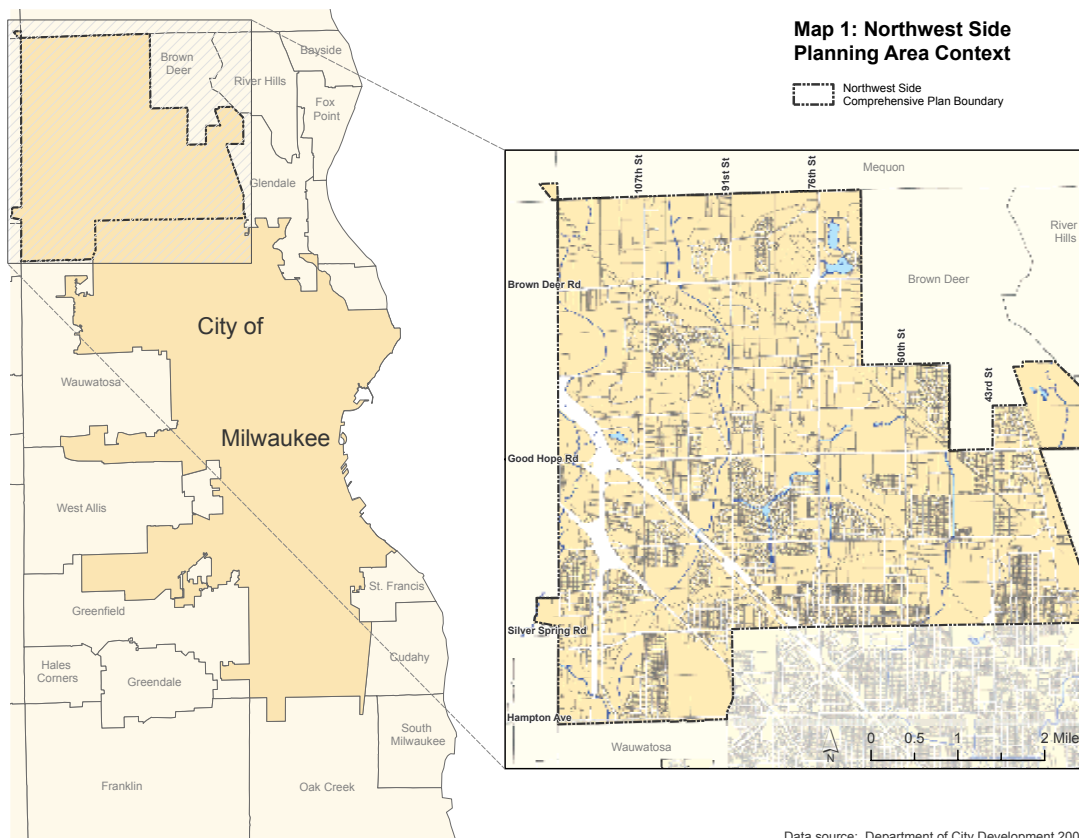 Map 1: Northwest Side
Planning Area Context
Northwest Side
Comprehensive Plan Boundary
Brown
Deer
River Hills
Bayside
Fox
Point
Glendale
City of
Milwaukee
Wauwatosa
West Allis
Greenfield
St. Francis
Hales
Corners
Greendale
Cudahy
South
Milwaukee
Franklin
Oak Creek
107th St
91st St
76th St
Mequon
River
Hills
Brown Deer
Brown Deer Rd
60th St
43rd St
Good Hope Rd
Silver Spring Rd
Hampton Ave
Wauwatosa
N
0 0.5 1 2 Mile
Data source: Department of City Development 200